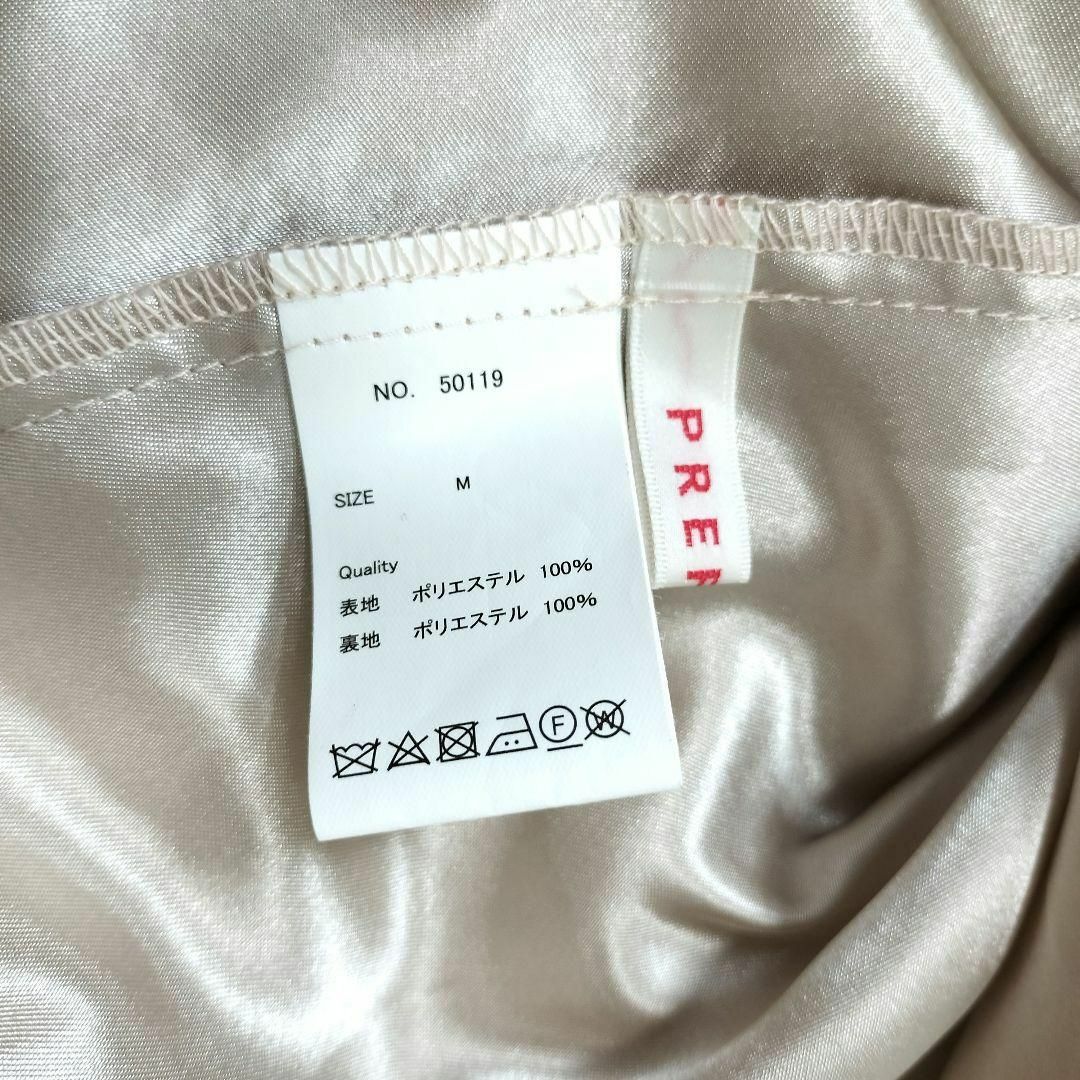 NO. 50119
SIZE M
Quality
表地 ポリエステル 100%
裏地 ポリエステル 100%
F W
PRE